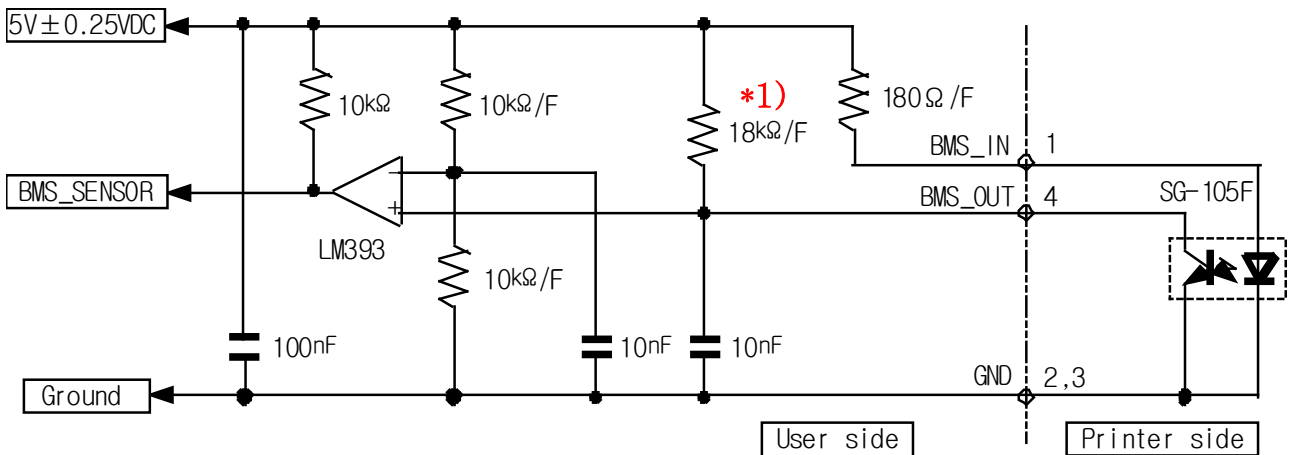 5V±0.25VDC
10kΩ
10kΩ/F
*1)
18kΩ/F
180Ω/F
BMS_IN 1
BMS_SENSOR
-
+
BMS_OUT 4
SG-105F
LM393
10kΩ/F
100nF
10nF
10nF
Ground
GND 2,3
User side
Printer side